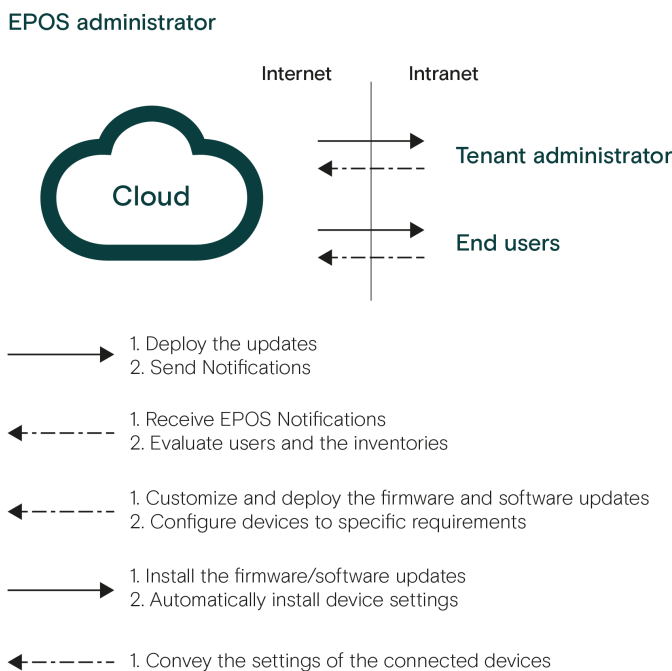 EPOS administrator
Internet
Intranet
Cloud
Tenant administrator
End users
1. Deploy the updates
2. Send Notifications
1. Receive EPOS Notifications
2. Evaluate users and the inventories
1. Customize and deploy the firmware and software updates
2. Configure devices to specific requirements
1. Install the firmware/software updates
2. Automatically install device settings
1. Convey the settings of the connected devices